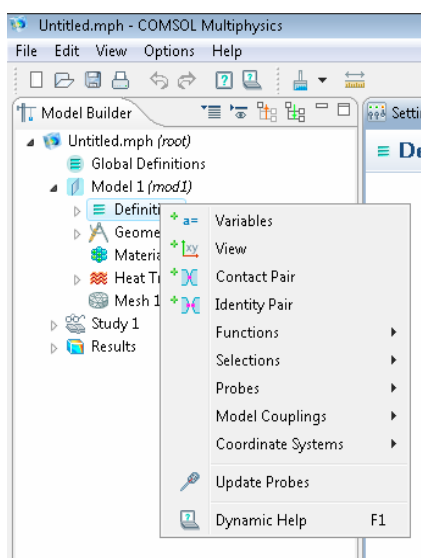 Untitled.mph - COMSOL Multiphysics
File Edit View Options Help
Model Builder
Setti
Untitled.mph (root)
De
Global Definitions
Model 1 (mod1)
Definiti
Variables
Geome
View
Materia
Contact Pair
Heat Tr
Identity Pair
Mesh 1
Functions
Study 1
Selections
Results
Probes
Model Couplings
Coordinate Systems
Update Probes
Dynamic Help F1